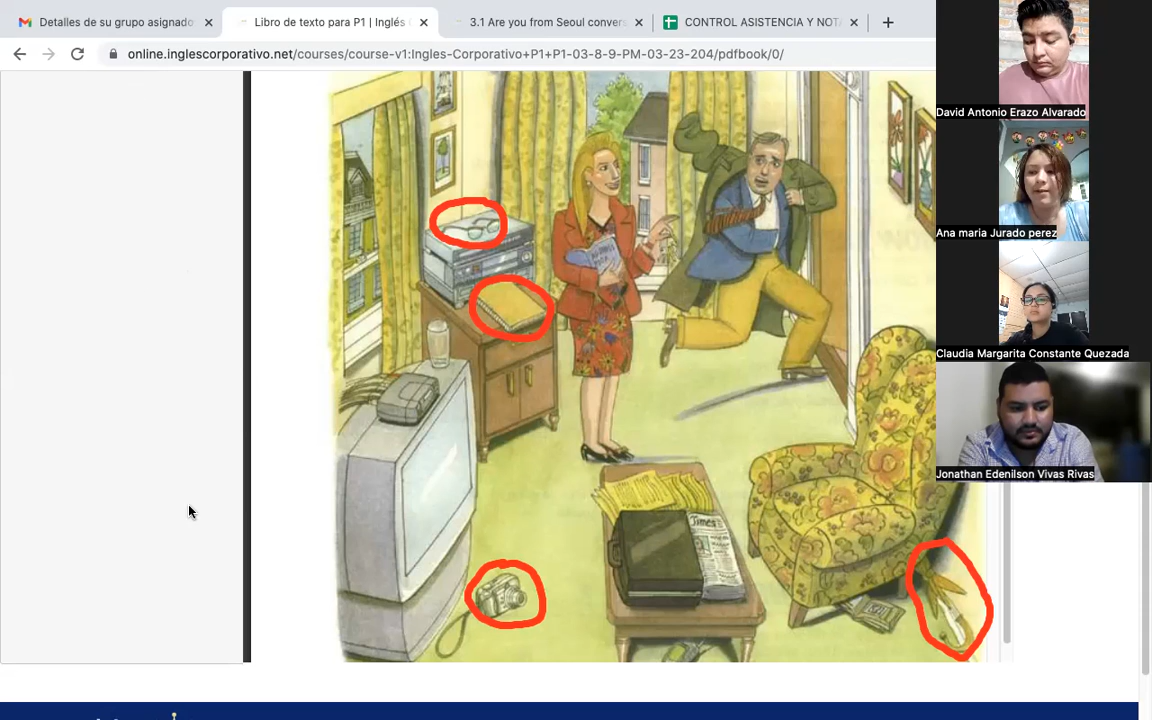 Detalles de su grupo asignado
Libro de texto para P1 | Inglés
3.1 Are you from Seoul convers
CONTROL ASISTENCIA Y NOTA
online.inglescorporativo.net/courses/course-v1:Ingles-Corporativo+P1+P1-03-8-9-PM-03-23-204/pdfbook/0/
David Antonio Erazo Alvarado
Ana maria Jurado perez
Claudia Margarita Constante Quezada
Jonathan Edenilson Vivas Rivas
Times